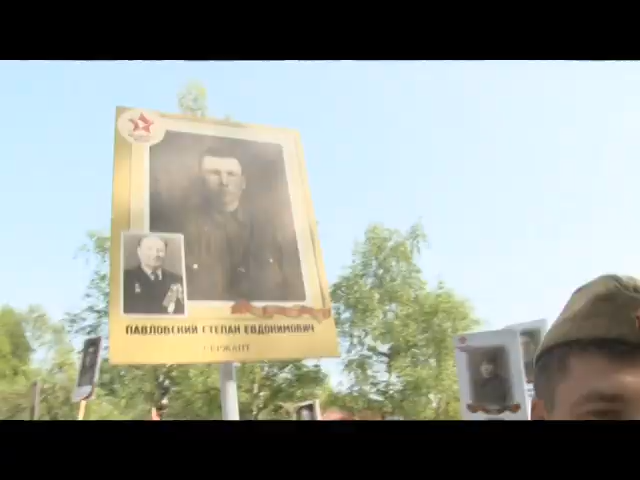 ПАВЛОВСКИЙ СТЕПАН ЕВДОКИМОВИЧ
СЕРЖАНТ